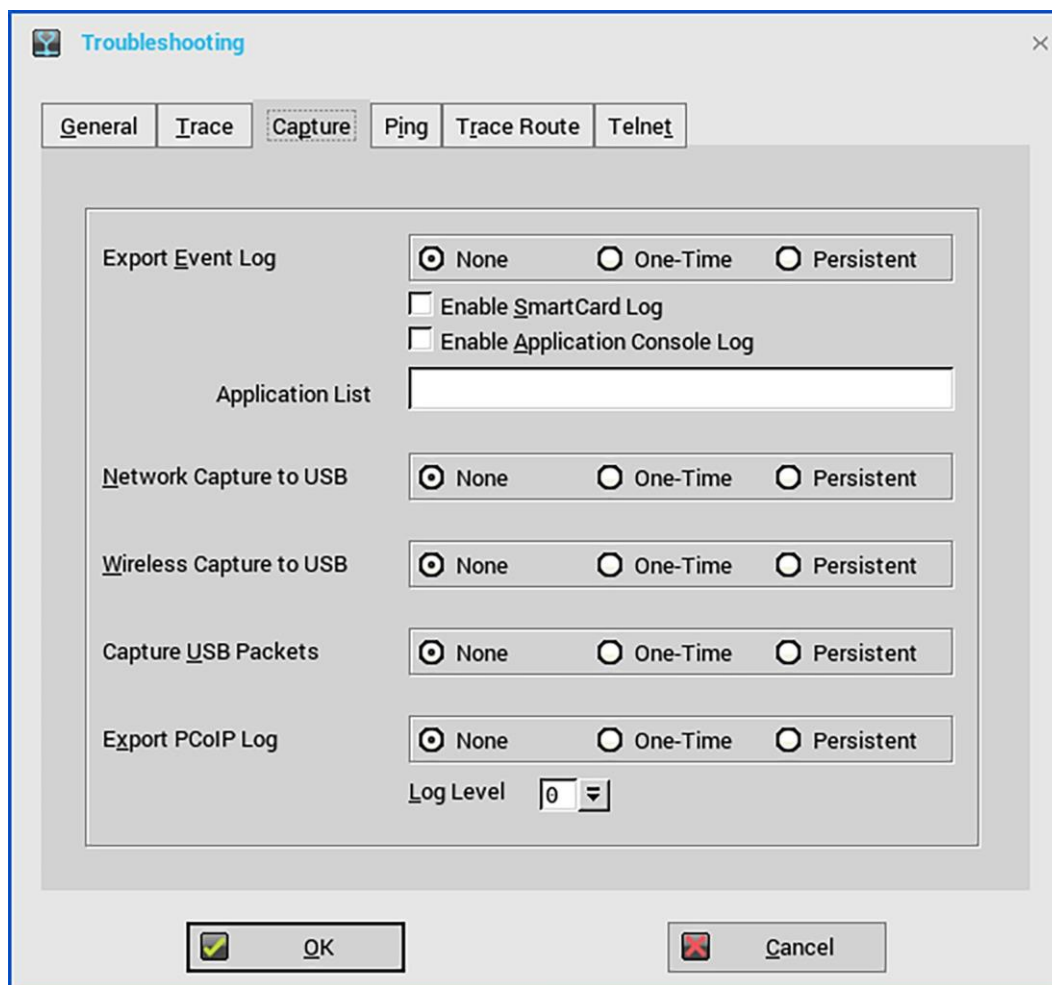 Troubleshooting
General Trace Capture Ping Trace Route Telnet
Export Event Log None One-Time Persistent
Enable SmartCard Log
Enable Application Console Log
Application List
Network Capture to USB None One-Time Persistent
Wireless Capture to USB None One-Time Persistent
Capture USB Packets None One-Time Persistent
Export PCoIP Log None One-Time Persistent
Log Level 0
OK Cancel